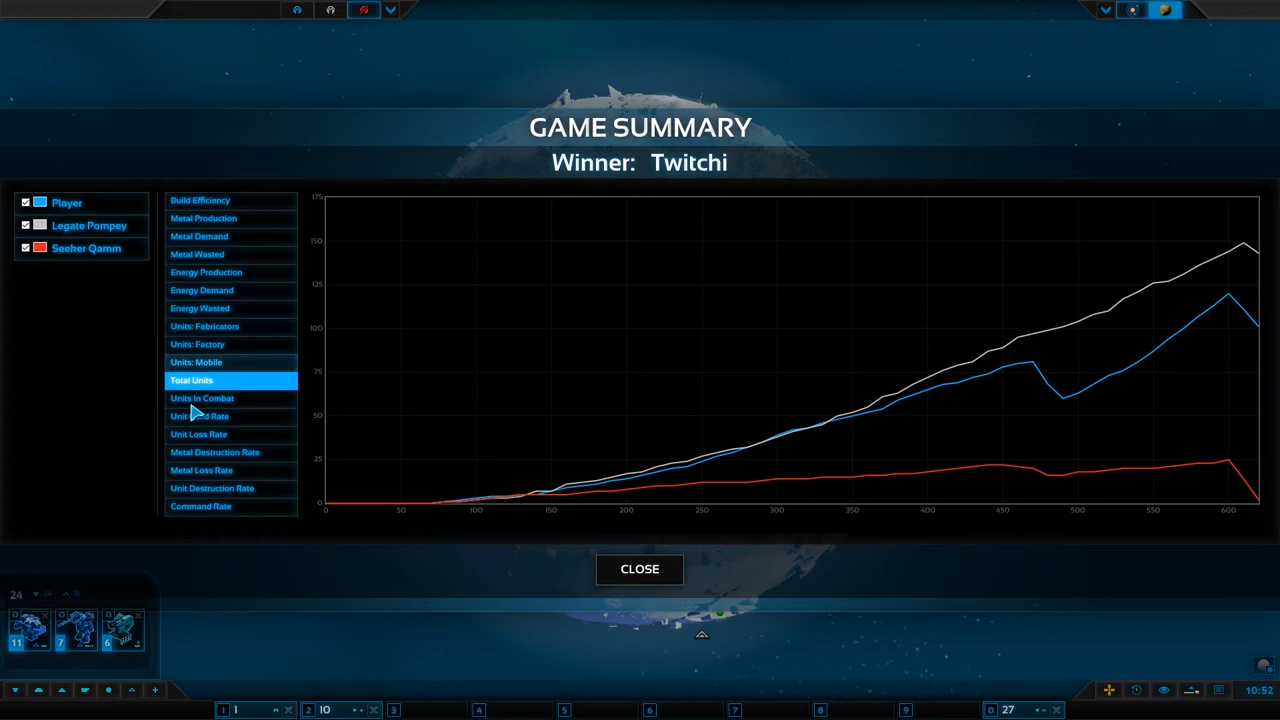 GAME SUMMARY
Winner: Twitchi
Player
Legate Pompey
Seeker Qamm
Build Efficiency
Metal Production
Metal Demand
Metal Wasted
Energy Production
Energy Demand
Energy Wasted
Units: Fabricators
Units: Factory
Units: Mobile
Total Units
Units In Combat
Unit Rate
Unit Loss Rate
Metal Destruction Rate
Metal Loss Rate
Unit Destruction Rate
Command Rate
175
150
125
100
75
50
25
0
0 50 100 150 200 250 300 350 400 450 500 550 600
CLOSE
24 24 18
11 7 6
10:52
1 1 2 10 3 4 5 6 7 8 9 0 27